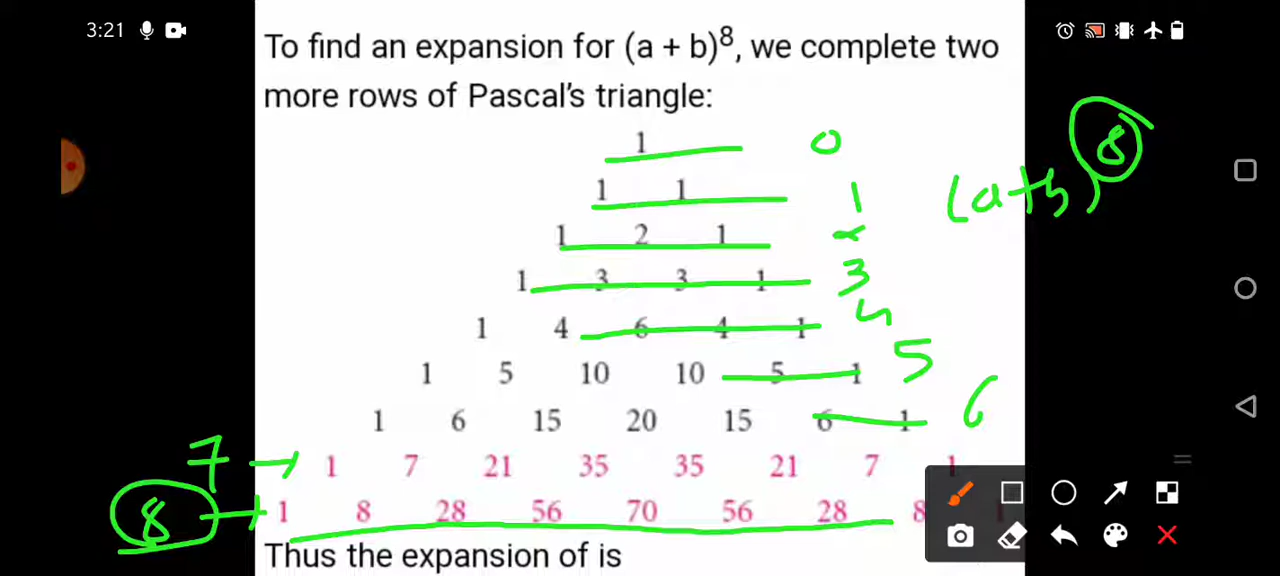 3:21
To find an expansion for (a + b)⁸, we complete two
more rows of Pascal's triangle:
1 0
1 1 1
1 2 1 2
1 3 3 1 3
1 4 6 4 1 4
1 5 10 10 5 1 5
1 6 15 20 15 6 1 6
7 → 1 7 21 35 35 21 7 1
8 → 1 8 28 56 70 56 28 8 1
(a+b)⁸
Thus the expansion of is